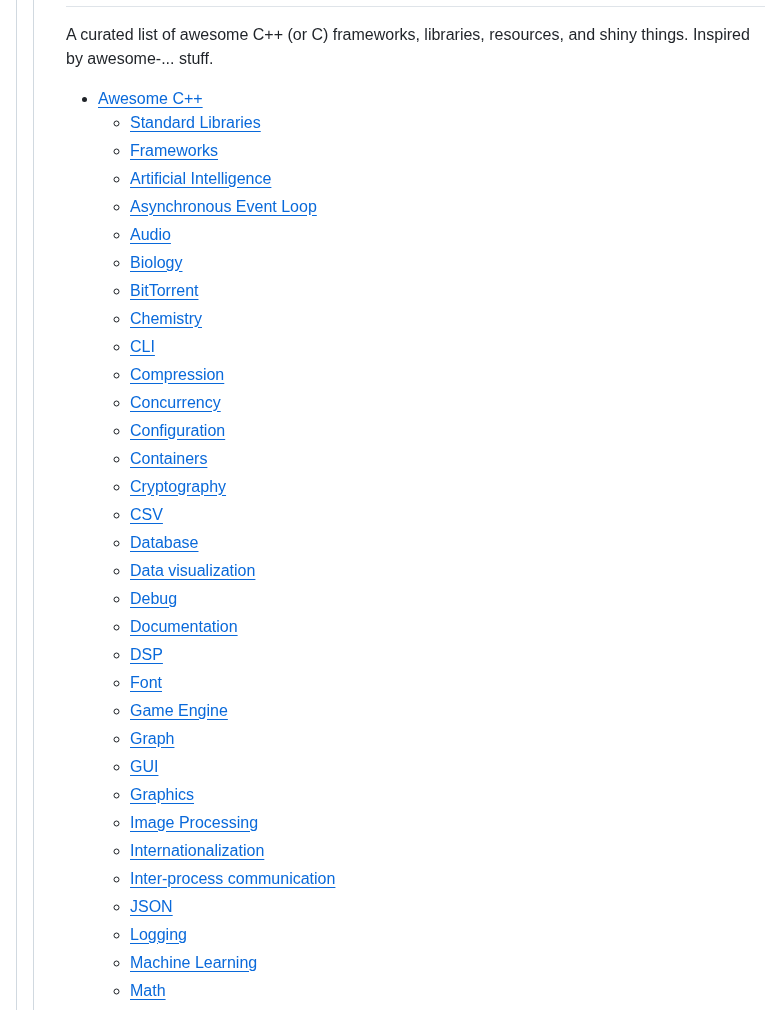 A curated list of awesome C++ (or C) frameworks, libraries, resources, and shiny things. Inspired
by awesome-... stuff.
Awesome C++
Standard Libraries
Frameworks
Artificial Intelligence
Asynchronous Event Loop
Audio
Biology
BitTorrent
Chemistry
CLI
Compression
Concurrency
Configuration
Containers
Cryptography
CSV
Database
Data visualization
Debug
Documentation
DSP
Font
Game Engine
Graph
GUI
Graphics
Image Processing
Internationalization
Inter-process communication
JSON
Logging
Machine Learning
Math